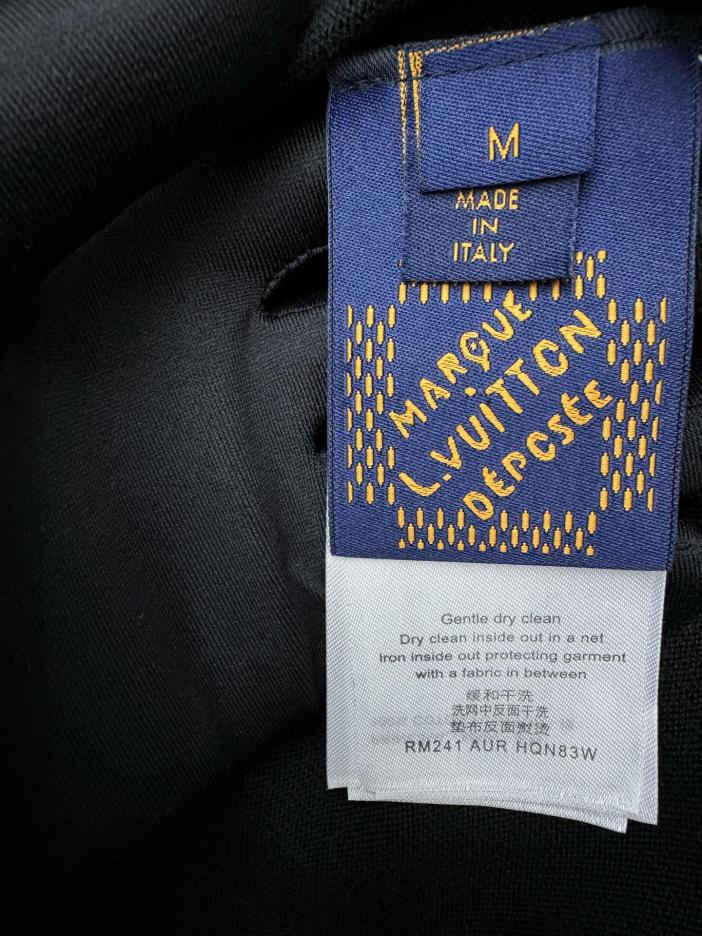 M
MADE
IN
ITALY
MARQUE
L.VUITTON
DÉPOSÉE
Gentle dry clean
Dry clean inside out in a net
Iron inside out protecting garment
with a fabric in between
缓和干洗
洗网中反面干洗
垫布反面熨烫
RM241 AUR HQN83W